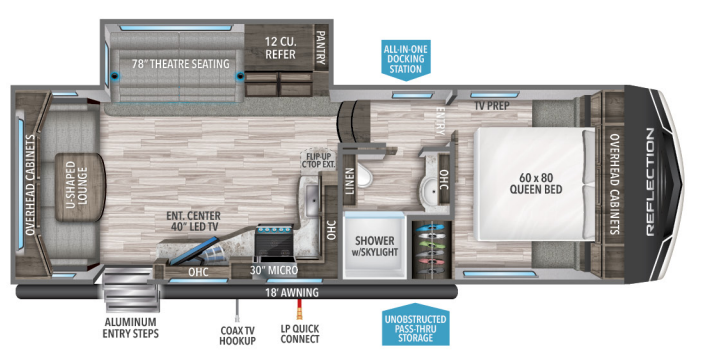 12 CU.
REFER
PANTRY
78" THEATRE SEATING
ALL-IN-ONE
DOCKING
STATION
TV PREP
ENTRY
OVERHEAD CABINETS
U-SHAPED
LOUNGE
FLIP-UP
C'TOP EXT.
LINEN
OHC
60 x 80
QUEEN BED
OVERHEAD CABINETS
REFLECTION
ENT. CENTER
40" LED TV
OHC
SHOWER
w/SKYLIGHT
OHC
30" MICRO
18' AWNING
ALUMINUM
ENTRY STEPS
COAX TV
HOOKUP
LP QUICK
CONNECT
UNOBSTRUCTED
PASS-THRU
STORAGE